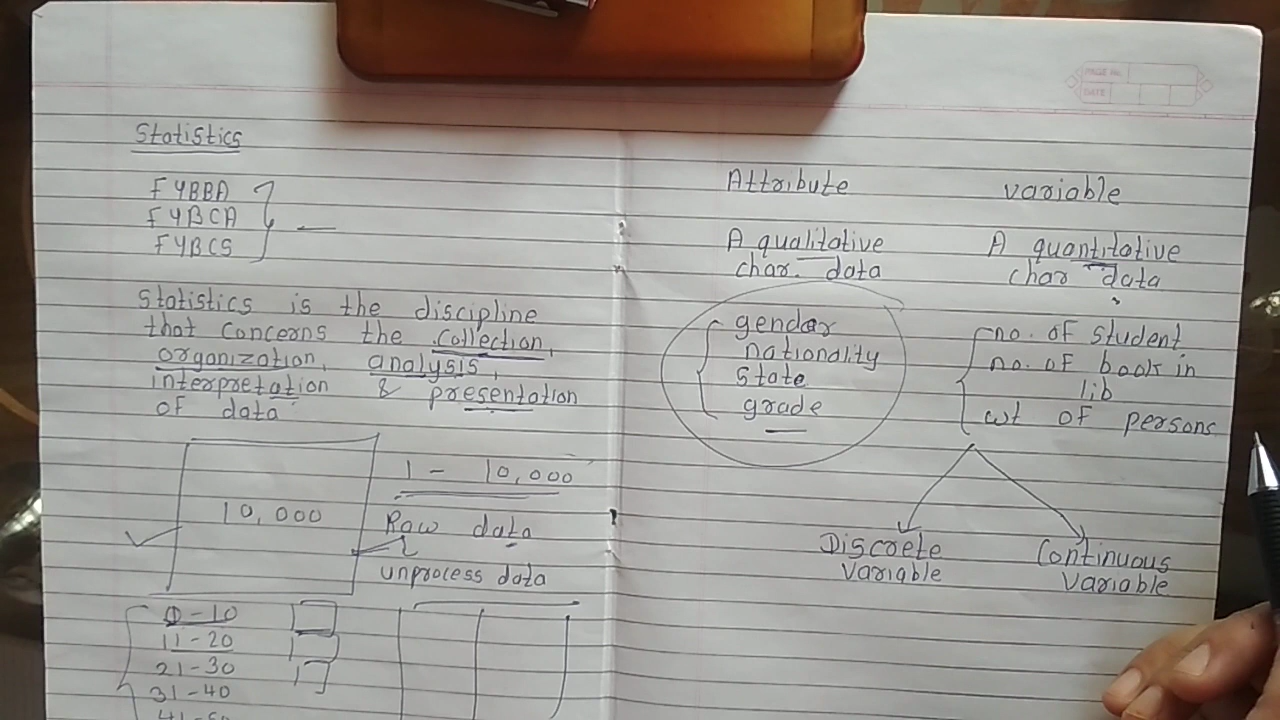 PAGE No.
DATE
Statistics
FYBBA
FYBCA
FYBCS
Statistics is the discipline
that concerns the collection,
organization, analysis,
interpretation & presentation
of data
10,000
1 - 10,000
Raw data
unprocess data
0-10
11-20
21-30
31-40
Attribute
A qualitative
char. data
gender
nationality
state
grade
variable
A quantitative
char data
no. of student
no. of book in
lib
wt of persons
Discrete
Variable
Continuous
Variable